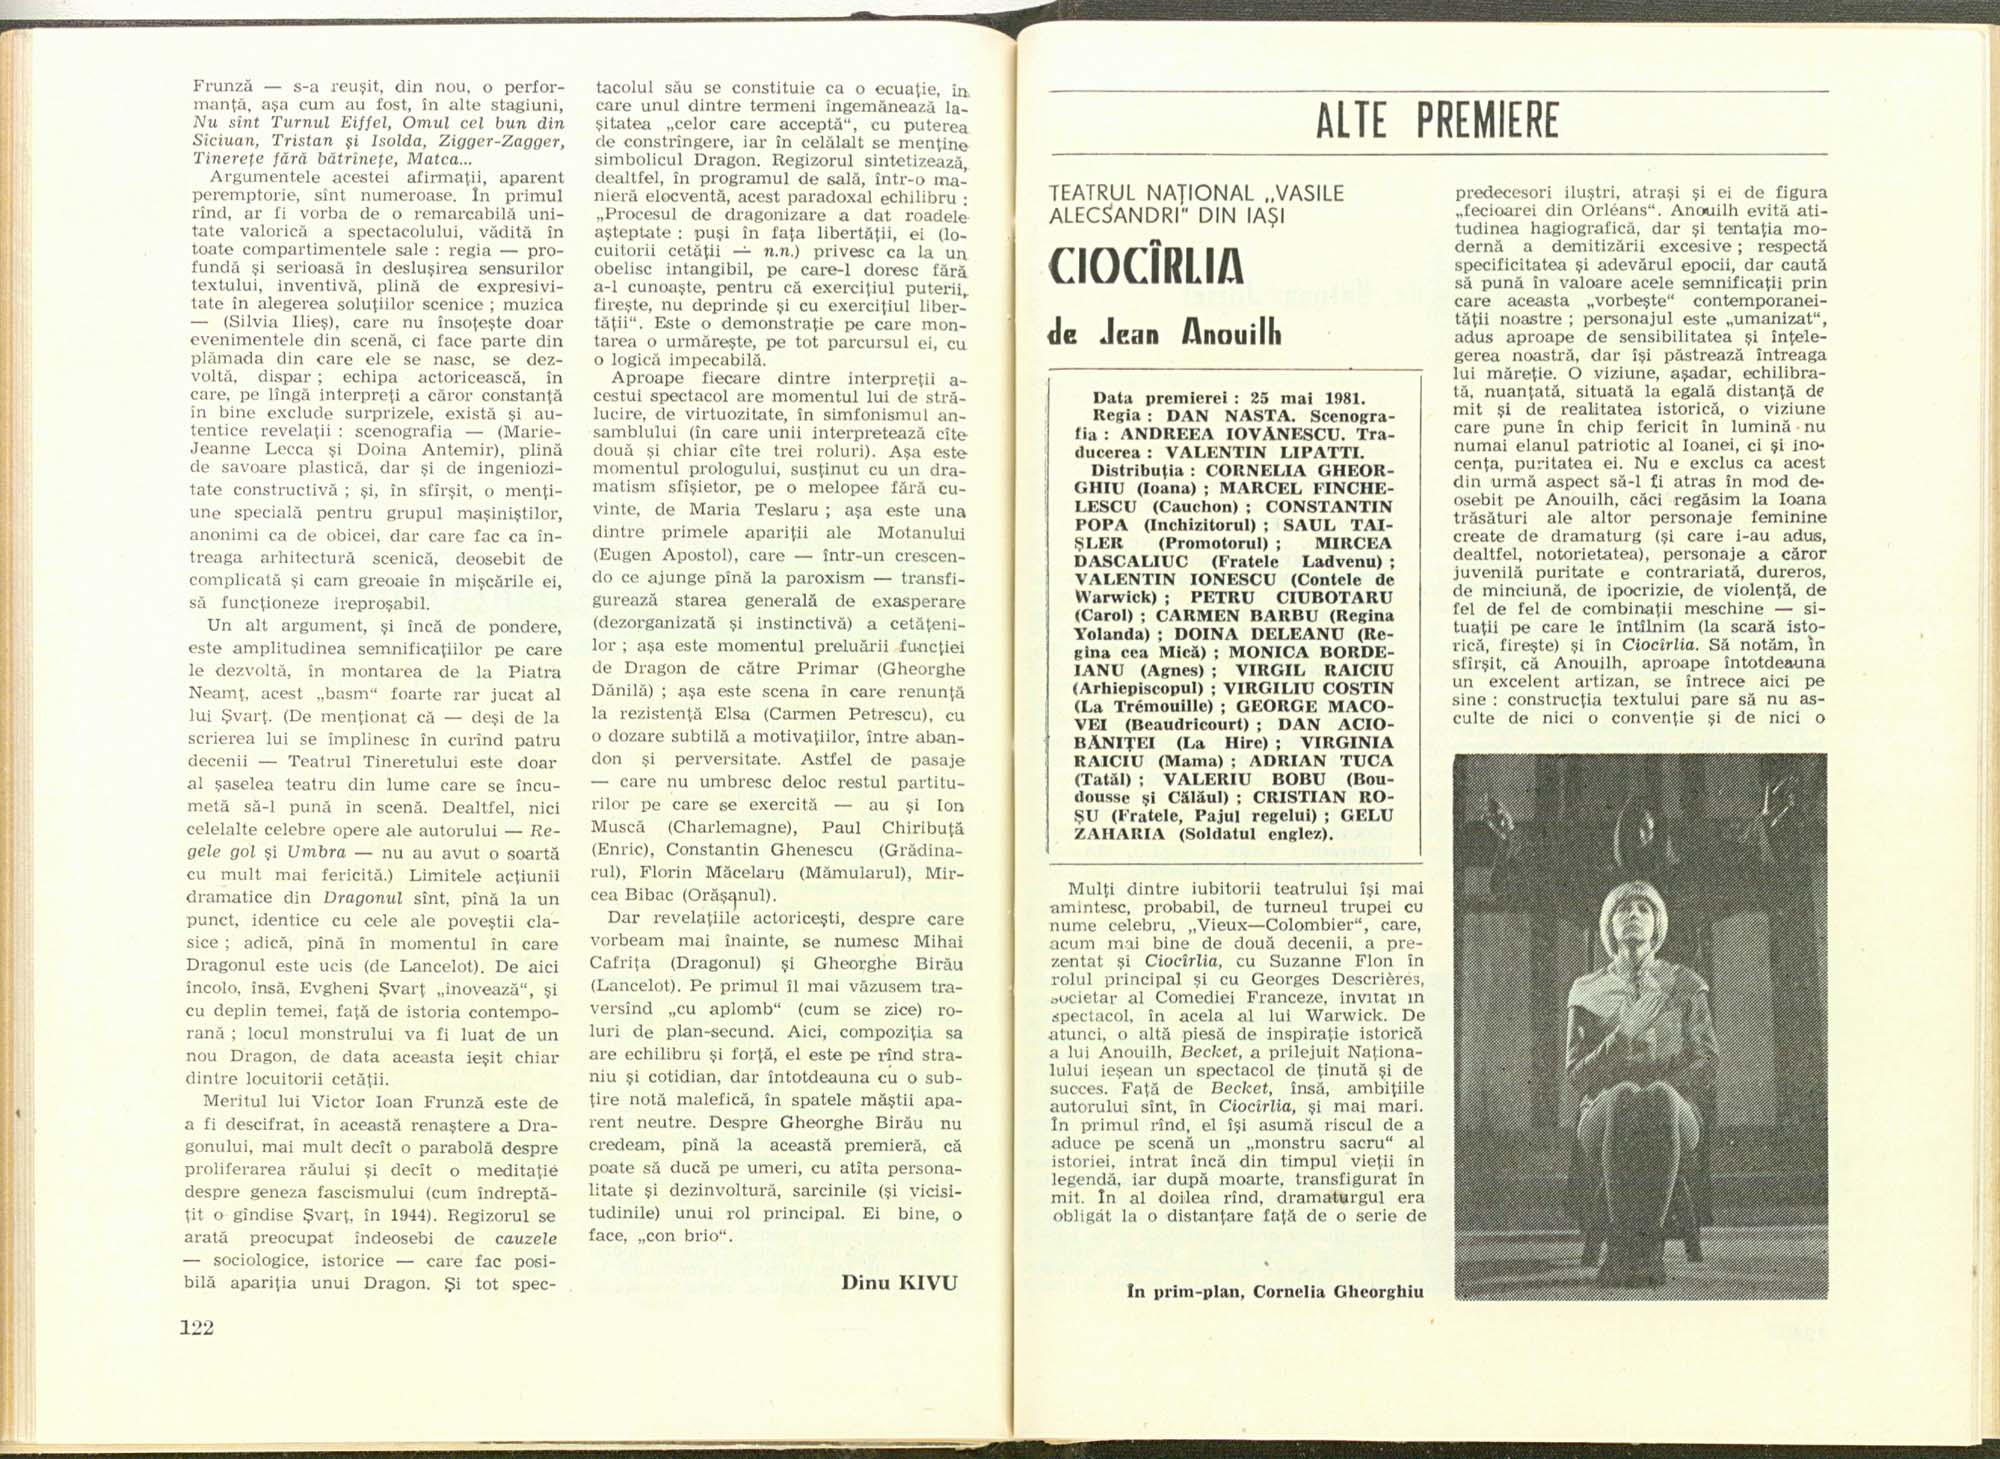 Frunză — s-a reușit, din nou, o perfor-
manță, așa cum au fost, în alte stagiuni,
Nu sînt Turnul Eiffel, Omul cel bun din
Siciuan, Tristan și Isolda, Zigger-Zagger,
Tinerețe fără bătrînețe, Matca...
Argumentele acestei afirmații, aparent
peremptorie, sînt numeroase. În primul
rînd, ar fi vorba de o remarcabilă uni-
tate valorică a spectacolului, vădită în
toate compartimentele sale : regia — pro-
fundă și serioasă în deslușirea sensurilor
textului, inventivă, plină de expresivi-
tate în alegerea soluțiilor scenice ; muzica
— (Silvia Ilieș), care nu însoțește doar
evenimentele din scenă, ci face parte din
plămada din care ele se nasc, se dez-
voltă, dispar ; echipa actoricească, în
care, pe lîngă interpreți a căror constanță
în bine exclude surprizele, există și au-
tentice revelații : scenografia — (Marie-
Jeanne Lecca și Doina Antemir), plină
de savoare plastică, dar și de ingeniozi-
tate constructivă ; și, în sfîrșit, o menți-
une specială pentru grupul mașiniștilor,
anonimi ca de obicei, dar care fac ca în-
treaga arhitectură scenică, deosebit de
complicată și cam greoaie în mișcările ei,
să funcționeze ireproșabil.
Un alt argument, și încă de pondere,
este amplitudinea semnificațiilor pe care
le dezvoltă, în montarea de la Piatra
Neamț, acest „basm“ foarte rar jucat al
lui Șvarț. (De menționat că — deși de la
scrierea lui se împlinesc în curînd patru
decenii — Teatrul Tineretului este doar
al șaselea teatru din lume care se încu-
metă să-l pună în scenă. Dealtfel, nici
celelalte celebre opere ale autorului — Re-
gele gol și Umbra — nu au avut o soartă
cu mult mai fericită.) Limitele acțiunii
dramatice din Dragonul sînt, pînă la un
punct, identice cu cele ale poveștii cla-
sice ; adică, pînă în momentul în care
Dragonul este ucis (de Lancelot). De aici
încolo, însă, Evgheni Șvarț „inovează“, și
cu deplin temei, față de istoria contempo-
rană ; locul monstrului va fi luat de un
nou Dragon, de data aceasta ieșit chiar
dintre locuitorii cetății.
Meritul lui Victor Ioan Frunză este de
a fi descifrat, în această renaștere a Dra-
gonului, mai mult decît o parabolă despre
proliferarea răului și decît o meditație
despre geneza fascismului (cum îndreptă-
țit o gîndise Șvarț, în 1944). Regizorul se
arată preocupat îndeosebi de cauzele
— sociologice, istorice — care fac posi-
bilă apariția unui Dragon. Și tot spec-
122
tacolul său se constituie ca o ecuație, în
care unul dintre termeni îngemănează la-
șitatea „celor care acceptă“, cu puterea
de constrîngere, iar în celălalt se menține
simbolicul Dragon. Regizorul sintetizează,
dealtfel, în programul de sală, într-o ma-
nieră elocventă, acest paradoxal echilibru :
„Procesul de dragonizare a dat roadele
așteptate : puși în fața libertății, ei (lo-
cuitorii cetății — n.n.) privesc ca la un
obelisc intangibil, pe care-l doresc fără
a-l cunoaște, pentru că exercițiul puterii,
firește, nu deprinde și cu exercițiul liber-
tății“. Este o demonstrație pe care mon-
tarea o urmărește, pe tot parcursul ei, cu
o logică impecabilă.
Aproape fiecare dintre interpreții a-
cestui spectacol are momentul lui de stră-
lucire, de virtuozitate, în simfonismul an-
samblului (în care unii interpretează cîte
două și chiar cîte trei roluri). Așa este
momentul prologului, susținut cu un dra-
matism sfîșietor, pe o melopee fără cu-
vinte, de Maria Teslaru ; așa este una
dintre primele apariții ale Motanului
(Eugen Apostol), care — într-un crescen-
do ce ajunge pînă la paroxism — transfi-
gurează starea generală de exasperare
(dezorganizată și instinctivă) a cetățeni-
lor ; așa este momentul preluării funcției
de Dragon de către Primar (Gheorghe
Dănilă) ; așa este scena în care renunță
la rezistență Elsa (Carmen Petrescu), cu
o dozare subtilă a motivațiilor, între aban-
don și perversitate. Astfel de pasaje
— care nu umbresc deloc restul partitu-
rilor pe care se exercită — au și Ion
Muscă (Charlemagne), Paul Chiribuță
(Enric), Constantin Ghenescu (Grădina-
rul), Florin Măcelaru (Mămularul), Mir-
cea Bibac (Orășanul).
Dar revelațiile actoricești, despre care
vorbeam mai înainte, se numesc Mihai
Cafrița (Dragonul) și Gheorghe Birău
(Lancelot). Pe primul îl mai văzusem tra-
versînd „cu aplomb“ (cum se zice) ro-
luri de plan-secund. Aici, compoziția sa
are echilibru și forță, el este pe rînd stra-
niu și cotidian, dar întotdeauna cu o sub-
țire notă malefică, în spatele măștii apa-
rent neutre. Despre Gheorghe Birău nu
credeam, pînă la această premieră, că
poate să ducă pe umeri, cu atîta persona-
litate și dezinvoltură, sarcinile (și vicisi-
tudinile) unui rol principal. Ei bine, o
face, „con brio“.
Dinu KIVU
ALTE PREMIERE
TEATRUL NAȚIONAL „VASILE
ALECSANDRI“ DIN IAȘI
CIOCÎRLIA
de Jean Anouilh
Data premierei : 25 mai 1981.
Regia : DAN NASTA. Scenogra-
fia : ANDREEA IOVĂNESCU. Tra-
ducerea : VALENTIN LIPATTI.
Distribuția : CORNELIA GHEOR-
GHIU (Ioana) ; MARCEL FINCHE-
LESCU (Cauchon) ; CONSTANTIN
POPA (Inchizitorul) ; SAUL TAI-
ȘLER (Promotorul) ; MIRCEA
DASCALIUC (Fratele Ladvenu) ;
VALENTIN IONESCU (Contele de
Warwick) ; PETRU CIUBOTARU
(Carol) ; CARMEN BARBU (Regina
Yolanda) ; DOINA DELEANU (Re-
gina cea Mică) ; MONICA BORDE-
IANU (Agnes) ; VIRGIL RAICIU
(Arhiepiscopul) ; VIRGILIU COSTIN
(La Trémouille) ; GEORGE MACO-
VEI (Beaudricourt) ; DAN ACIO-
BĂNIȚEI (La Hire) ; VIRGINIA
RAICIU (Mama) ; ADRIAN TUCA
(Tatăl) ; VALERIU BOBU (Bou-
dousse și Călăul) ; CRISTIAN RO-
ȘU (Fratele, Pajul regelui) ; GELU
ZAHARIA (Soldatul englez).
Mulți dintre iubitorii teatrului își mai
amintesc, probabil, de turneul trupei cu
nume celebru, „Vieux—Colombier“, care,
acum mai bine de două decenii, a pre-
zentat și Ciocîrlia, cu Suzanne Flon în
rolul principal și cu Georges Descrières,
societar al Comediei Franceze, invitat în
spectacol, în acela al lui Warwick. De
atunci, o altă piesă de inspirație istorică
a lui Anouilh, Becket, a prilejuit Naționa-
lului ieșean un spectacol de ținută și de
succes. Față de Becket, însă, ambițiile
autorului sînt, în Ciocîrlia, și mai mari.
În primul rînd, el își asumă riscul de a
aduce pe scenă un „monstru sacru“ al
istoriei, intrat încă din timpul vieții în
legendă, iar după moarte, transfigurat în
mit. În al doilea rînd, dramaturgul era
obligat la o distanțare față de o serie de
În prim-plan, Cornelia Gheorghiu
predecesori iluștri, atrași și ei de figura
„fecioarei din Orléans“. Anouilh evită ati-
tudinea hagiografică, dar și tentația mo-
dernă a demitizării excesive ; respectă
specificitatea și adevărul epocii, dar caută
să pună în valoare acele semnificații prin
care aceasta „vorbește“ contemporanei-
tății noastre ; personajul este „umanizat“,
adus aproape de sensibilitatea și înțele-
gerea noastră, dar își păstrează întreaga
lui măreție. O viziune, așadar, echilibra-
tă, nuanțată, situată la egală distanță de
mit și de realitatea istorică, o viziune
care pune în chip fericit în lumină nu
numai elanul patriotic al Ioanei, ci și ino-
cența, puritatea ei. Nu e exclus ca acest
din urmă aspect să-l fi atras în mod de-
osebit pe Anouilh, căci regăsim la Ioana
trăsături ale altor personaje feminine
create de dramaturg (și care i-au adus,
dealtfel, notorietatea), personaje a căror
juvenilă puritate e contrariată, dureros,
de minciună, de ipocrizie, de violență, de
fel de fel de combinații meschine — si-
tuații pe care le întîlnim (la scară isto-
rică, firește) și în Ciocîrlia. Să notăm, în
sfîrșit, că Anouilh, aproape întotdeauna
un excelent artizan, se întrece aici pe
sine : construcția textului pare să nu as-
culte de nici o convenție și de nici o